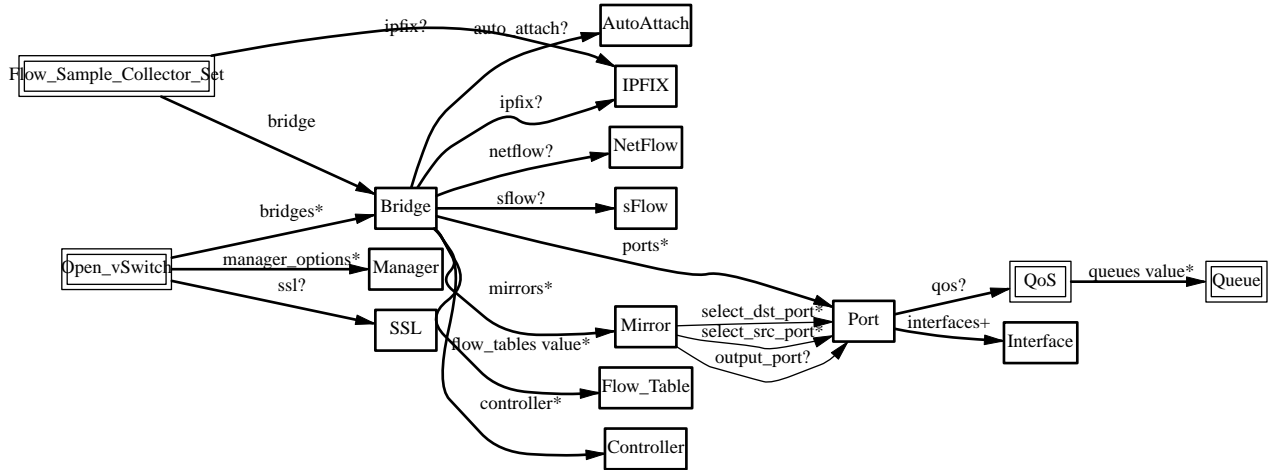 AutoAttach
ipfix?
auto_attach?
Flow_Sample_Collector_Set
IPFIX
ipfix?
bridge
NetFlow
netflow?
sflow?
Bridge
sFlow
bridges*
ports*
Open_vSwitch
manager_options*
Manager
QoS
queues value*
Queue
qos?
ssl?
mirrors*
select_dst_port*
Port
SSL
Mirror
select_src_port*
interfaces+
flow_tables value*
output_port?
Interface
Flow_Table
controller*
Controller